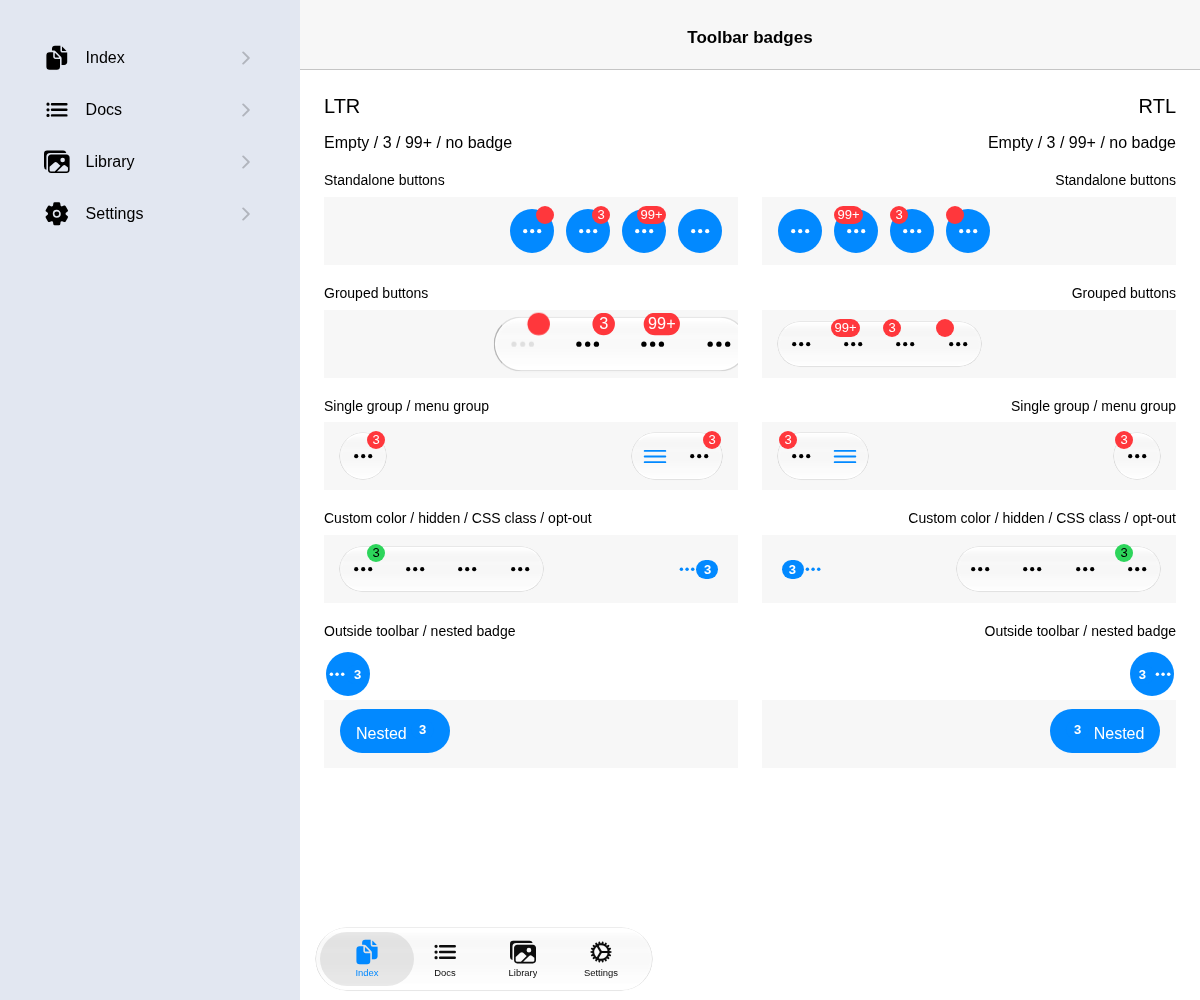 Toolbar badges
Index
Docs
Library
Settings
LTR
RTL
Empty / 3 / 99+ / no badge
Empty / 3 / 99+ / no badge
Standalone buttons
Standalone buttons
3 99+
99+ 3
Grouped buttons
Grouped buttons
3 99+
99+ 3
Single group / menu group
Single group / menu group
3 3
3 3
Custom color / hidden / CSS class / opt-out
Custom color / hidden / CSS class / opt-out
3 3
3 3
Outside toolbar / nested badge
Outside toolbar / nested badge
3
3
Nested 3
3 Nested
Index Docs Library Settings